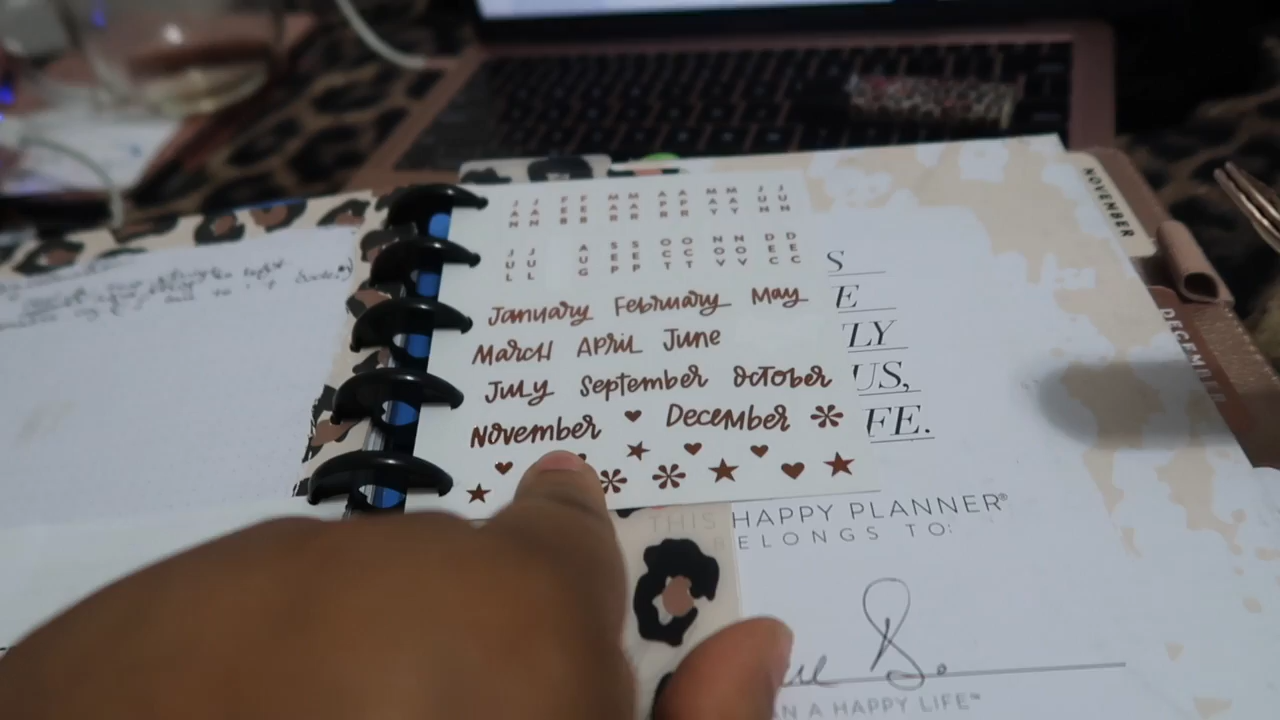 JAN JAN FEB FEB MAR MAR APR APR MAY MAY JUN JUN
JUL JUL AUG SEP SEP OCT OCT NOV NOV DEC DEC
January February May
March April June
July September October
November December
S
E
LY
US,
FE.
THIS HAPPY PLANNER®
BELONGS TO:
S.
AN A HAPPY LIFE™
NOVEMBER
DECEMBER